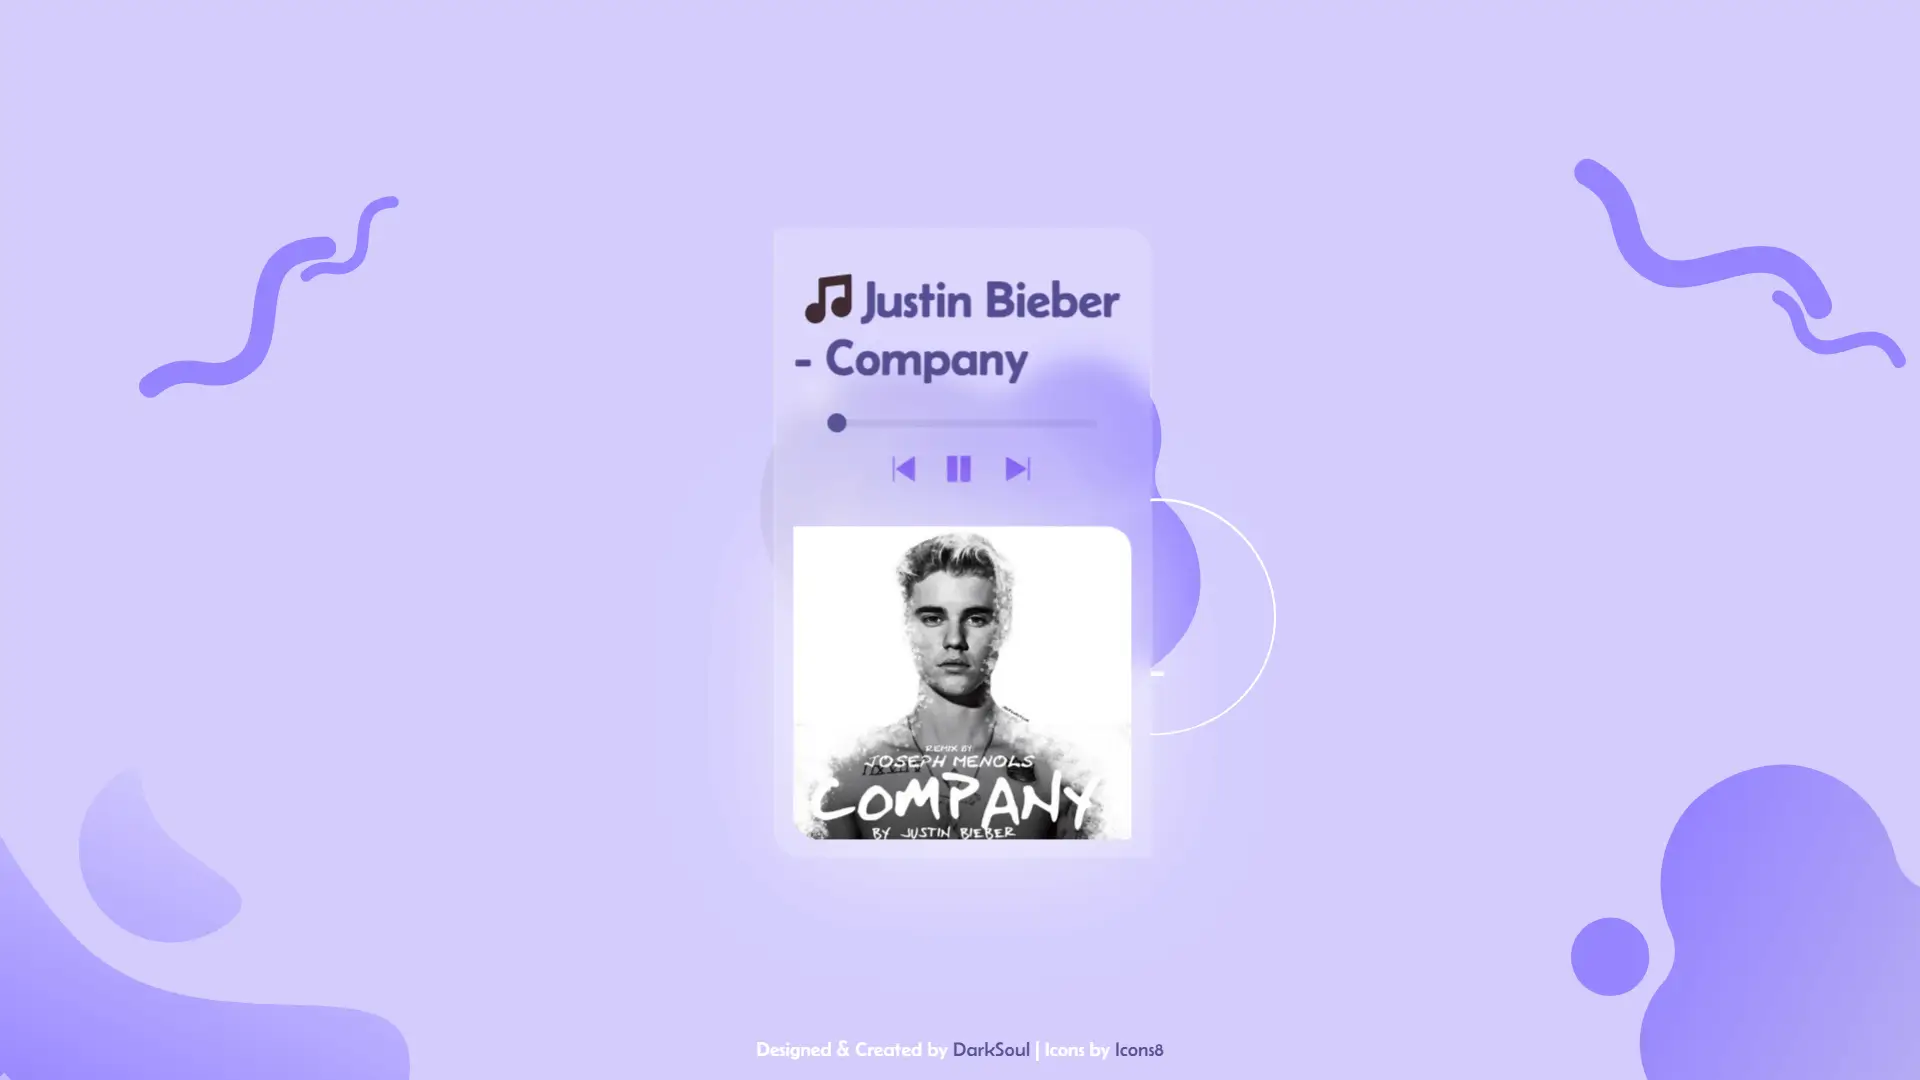 Justin Bieber
- Company
REMIX BY
JOSEPH MENOLS
COMPANY
BY JUSTIN BIEBER
Designed & Created by DarkSoul | Icons by Icons8